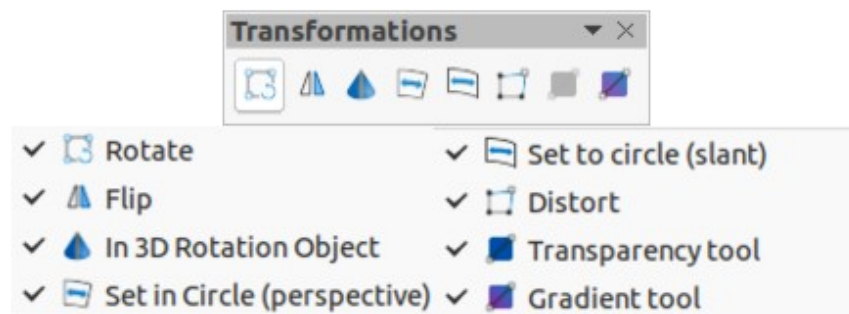 Transformations
Rotate
Flip
In 3D Rotation Object
Set in Circle (perspective)
Set to circle (slant)
Distort
Transparency tool
Gradient tool